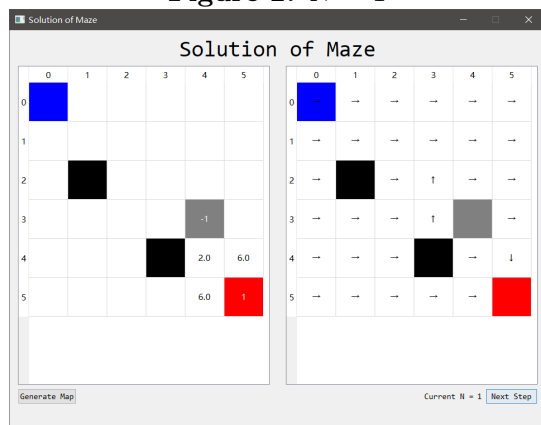 Solution of Maze
Solution of Maze
0 1 2 3 4 5
0
1
2
3 -1
4 2.0 6.0
5 6.0 1
0 1 2 3 4 5
0 → → → → → →
1 → → → → → →
2 → → ↑ → →
3 → → → ↑ →
4 → → → → ↓
5 → → → → →
Generate Map
Current N = 1 Next Step